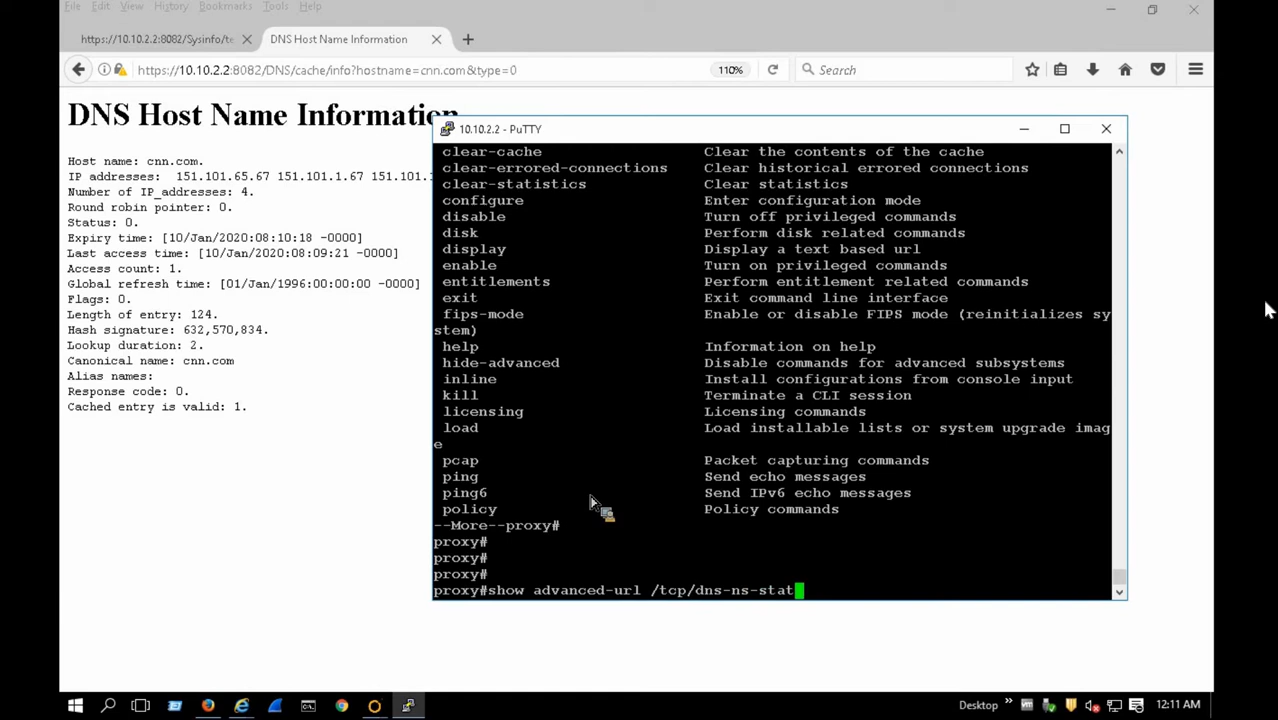 File Edit View History Bookmarks Tools Help
https://10.10.2.2:8082/Sysinfo/te
DNS Host Name Information
https://10.10.2.2:8082/DNS/cache/info?hostname=cnn.com&type=0
110%
Search
DNS Host Name Information
Host name: cnn.com.
IP addresses: 151.101.65.67 151.101.1.67 151.101.1
Number of IP_addresses: 4.
Round robin pointer: 0.
Status: 0.
Expiry time: [10/Jan/2020:08:10:18 -0000]
Last access time: [10/Jan/2020:08:09:21 -0000]
Access count: 1.
Global refresh time: [01/Jan/1996:00:00:00 +0000]
Flags: 0.
Length of entry: 124.
Hash signature: 632,570,834.
Lookup duration: 2.
Canonical name: cnn.com
Alias names:
Response code: 0.
Cached entry is valid: 1.
10.10.2.2 - PuTTY
clear-cache Clear the contents of the cache
clear-errored-connections Clear historical errored connections
clear-statistics Clear statistics
configure Enter configuration mode
disable Turn off privileged commands
disk Perform disk related commands
display Display a text based url
enable Turn on privileged commands
entitlements Perform entitlement related commands
exit Exit command line interface
fips-mode Enable or disable FIPS mode (reinitializes sy
stem)
help Information on help
hide-advanced Disable commands for advanced subsystems
inline Install configurations from console input
kill Terminate a CLI session
licensing Licensing commands
load Load installable lists or system upgrade imag
e
pcap Packet capturing commands
ping Send echo messages
ping6 Send IPv6 echo messages
policy Policy commands
--More--proxy#
proxy#
proxy#
proxy#
proxy#show advanced-url /tcp/dns-ns-stat
Desktop
12:11 AM